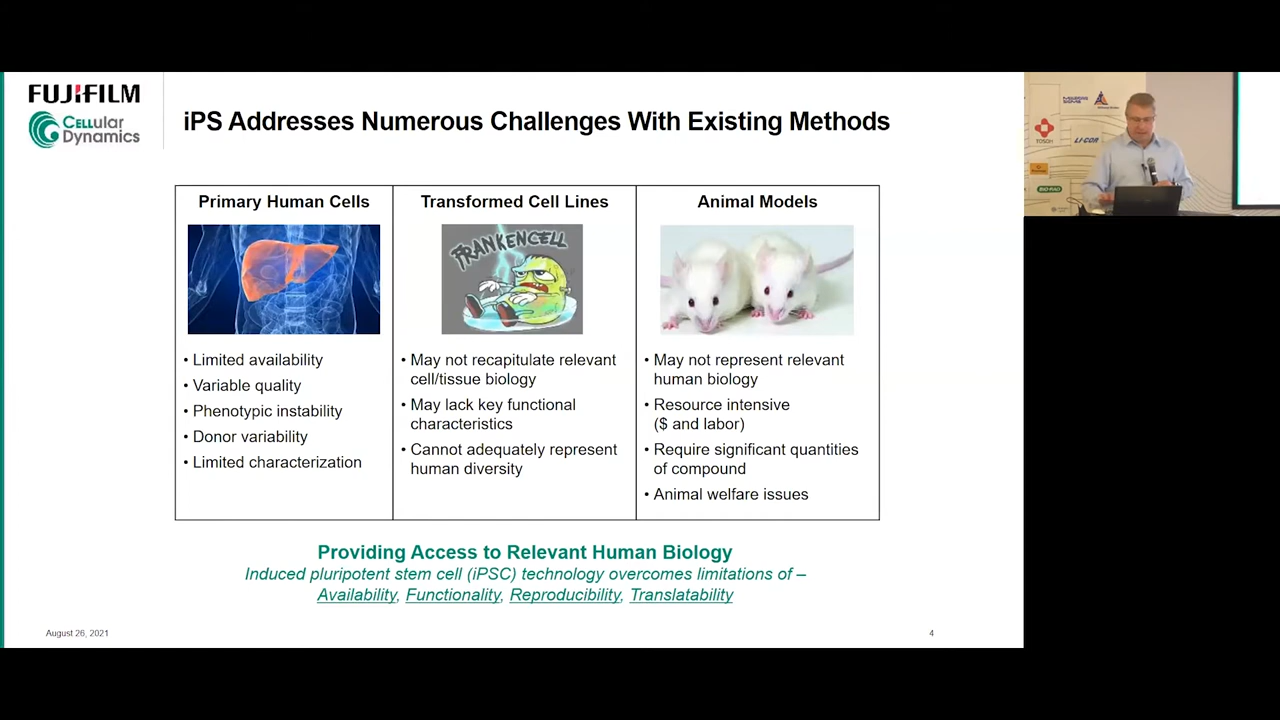 FUJIFILM
CELLular
Dynamics
iPS Addresses Numerous Challenges With Existing Methods
Primary Human Cells
• Limited availability
• Variable quality
• Phenotypic instability
• Donor variability
• Limited characterization
Transformed Cell Lines
FRANKENCELL
• May not recapitulate relevant
cell/tissue biology
• May lack key functional
characteristics
• Cannot adequately represent
human diversity
Animal Models
• May not represent relevant
human biology
• Resource intensive
($ and labor)
• Require significant quantities
of compound
• Animal welfare issues
Providing Access to Relevant Human Biology
Induced pluripotent stem cell (iPSC) technology overcomes limitations of –
Availability, Functionality, Reproducibility, Translatability
August 26, 2021
4
TOSOH
LI-COR
BIO-RAD